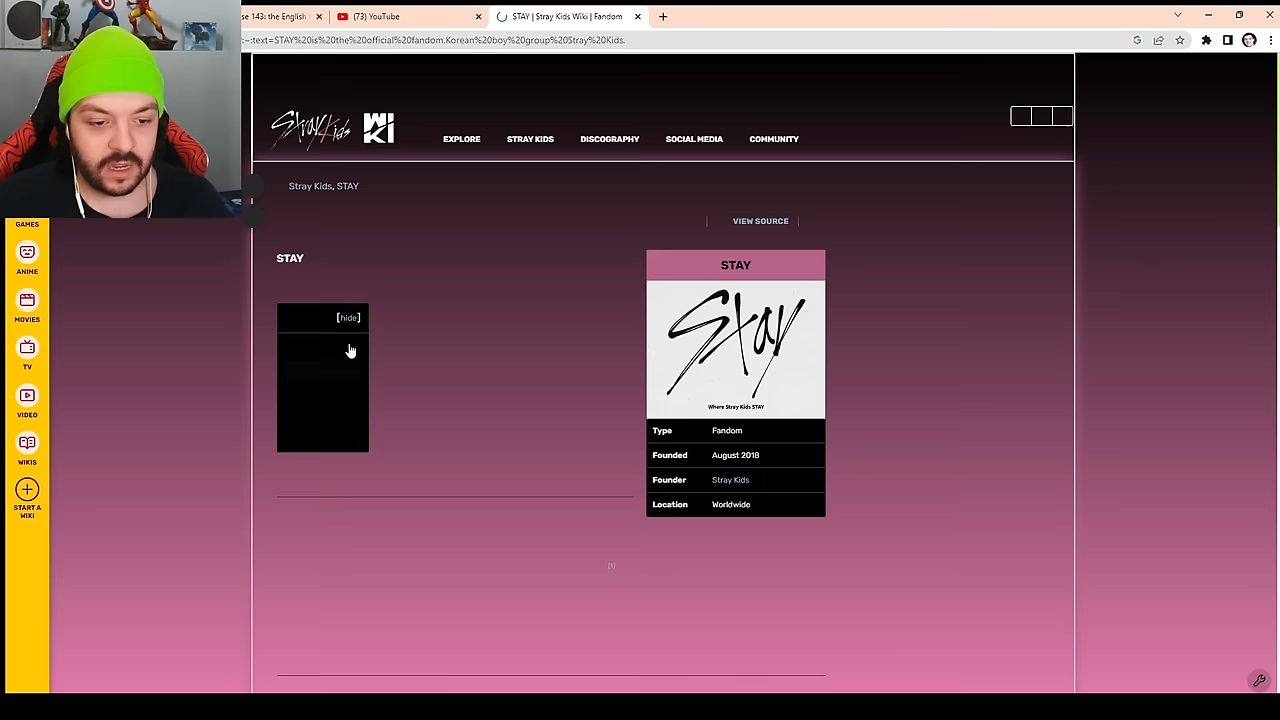 se 143: the English
(73) YouTube
STAY | Stray Kids Wiki | Fandom
:~:text=STAY%20is%20the%20official%20fandom,Korean%20boy%20group%20Stray%20Kids.
Stray Kids
WIKI
EXPLORE
STRAY KIDS
DISCOGRAPHY
SOCIAL MEDIA
COMMUNITY
Stray Kids, STAY
VIEW SOURCE
GAMES
ANIME
MOVIES
TV
VIDEO
WIKIS
START A
WIKI
STAY
[hide]
STAY
Stay
Where Stray Kids STAY
Type Fandom
Founded August 2018
Founder Stray Kids
Location Worldwide
[1]